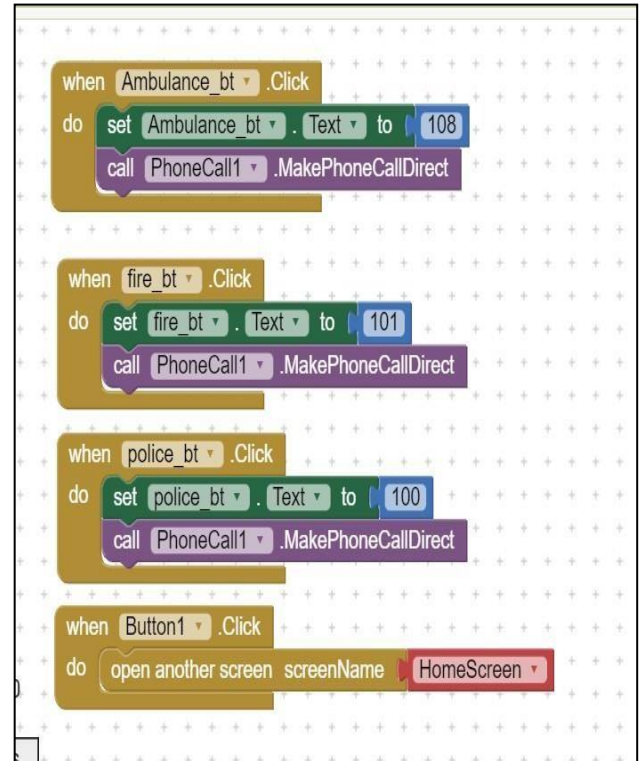 when Ambulance_bt .Click
do set Ambulance_bt . Text to 108
call PhoneCall1 .MakePhoneCallDirect
when fire_bt .Click
do set fire_bt . Text to 101
call PhoneCall1 .MakePhoneCallDirect
when police_bt .Click
do set police_bt . Text to 100
call PhoneCall1 .MakePhoneCallDirect
when Button1 .Click
do open another screen screenName HomeScreen